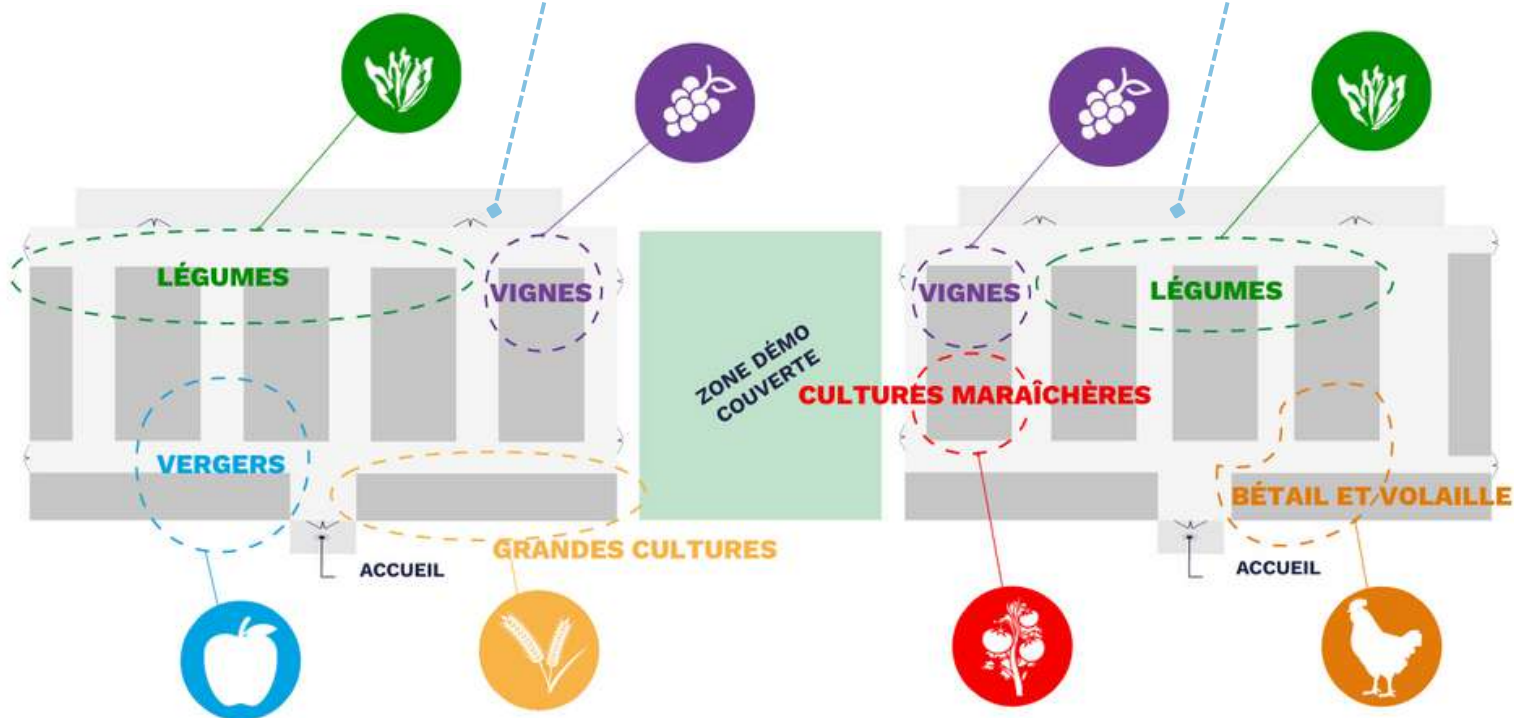 LÉGUMES
VIGNES
VIGNES
LÉGUMES
ZONE DÉMO
COUVERTE
CULTURES MARAÎCHÈRES
VERGERS
BÉTAIL ET VOLAILLE
GRANDES CULTURES
ACCUEIL
ACCUEIL